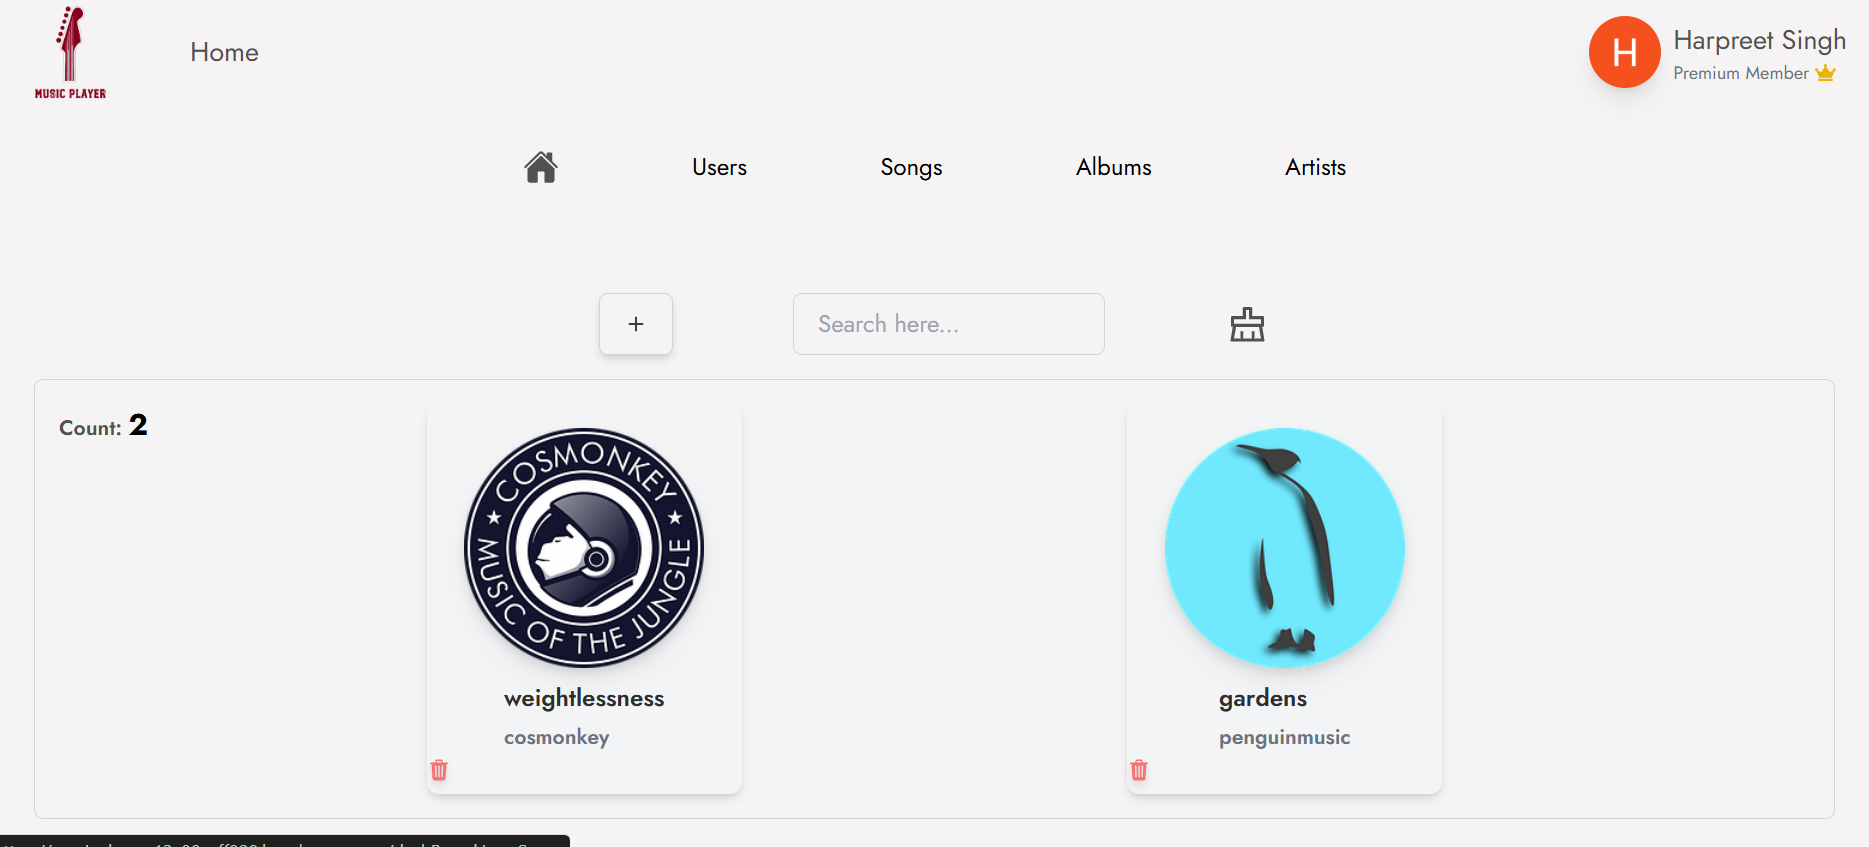 MUSIC PLAYER
Home
H
Harpreet Singh
Premium Member
Users
Songs
Albums
Artists
+
Search here...
Count: 2
COSMONKEY
MUSIC OF THE JUNGLE
weightlessness
cosmonkey
gardens
penguinmusic